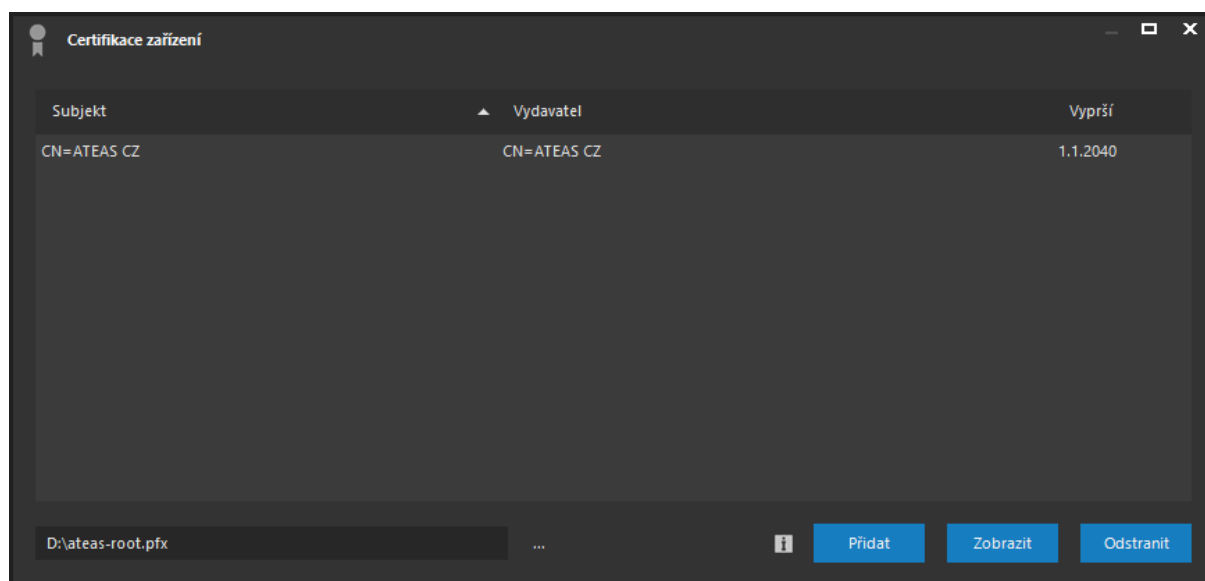 Certifikace zařízení
Subjekt Vydavatel Vyprší
CN=ATEAS CZ CN=ATEAS CZ 1.1.2040
D:\ateas-root.pfx ... Přidat Zobrazit Odstranit